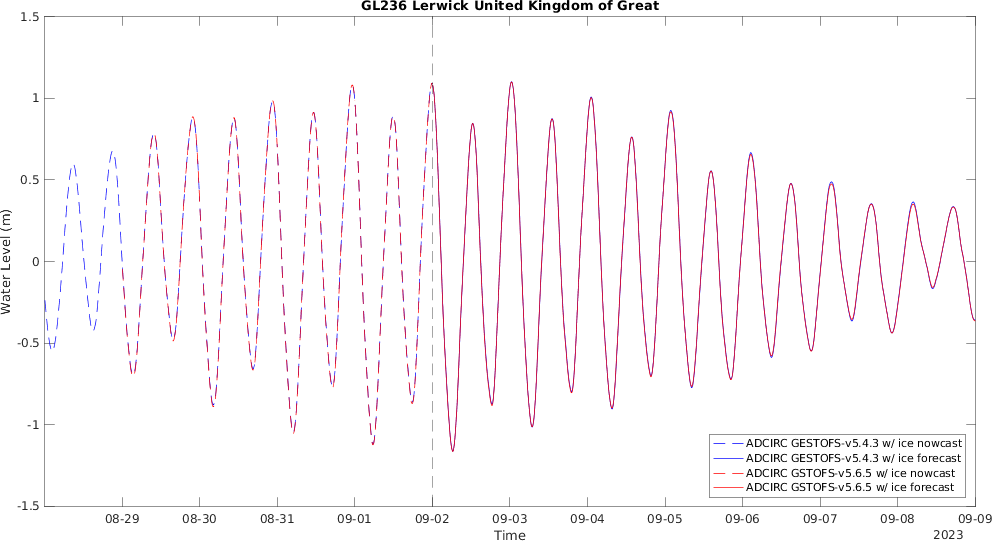 GL236 Lerwick United Kingdom of Great
1.5
1
0.5
0
-0.5
-1
-1.5
Water Level (m)
ADCIRC GESTOFS-v5.4.3 w/ ice nowcast
ADCIRC GESTOFS-v5.4.3 w/ ice forecast
ADCIRC GSTOFS-v5.6.5 w/ ice nowcast
ADCIRC GSTOFS-v5.6.5 w/ ice forecast
08-29 08-30 08-31 09-01 09-02 09-03 09-04 09-05 09-06 09-07 09-08 09-09
Time
2023